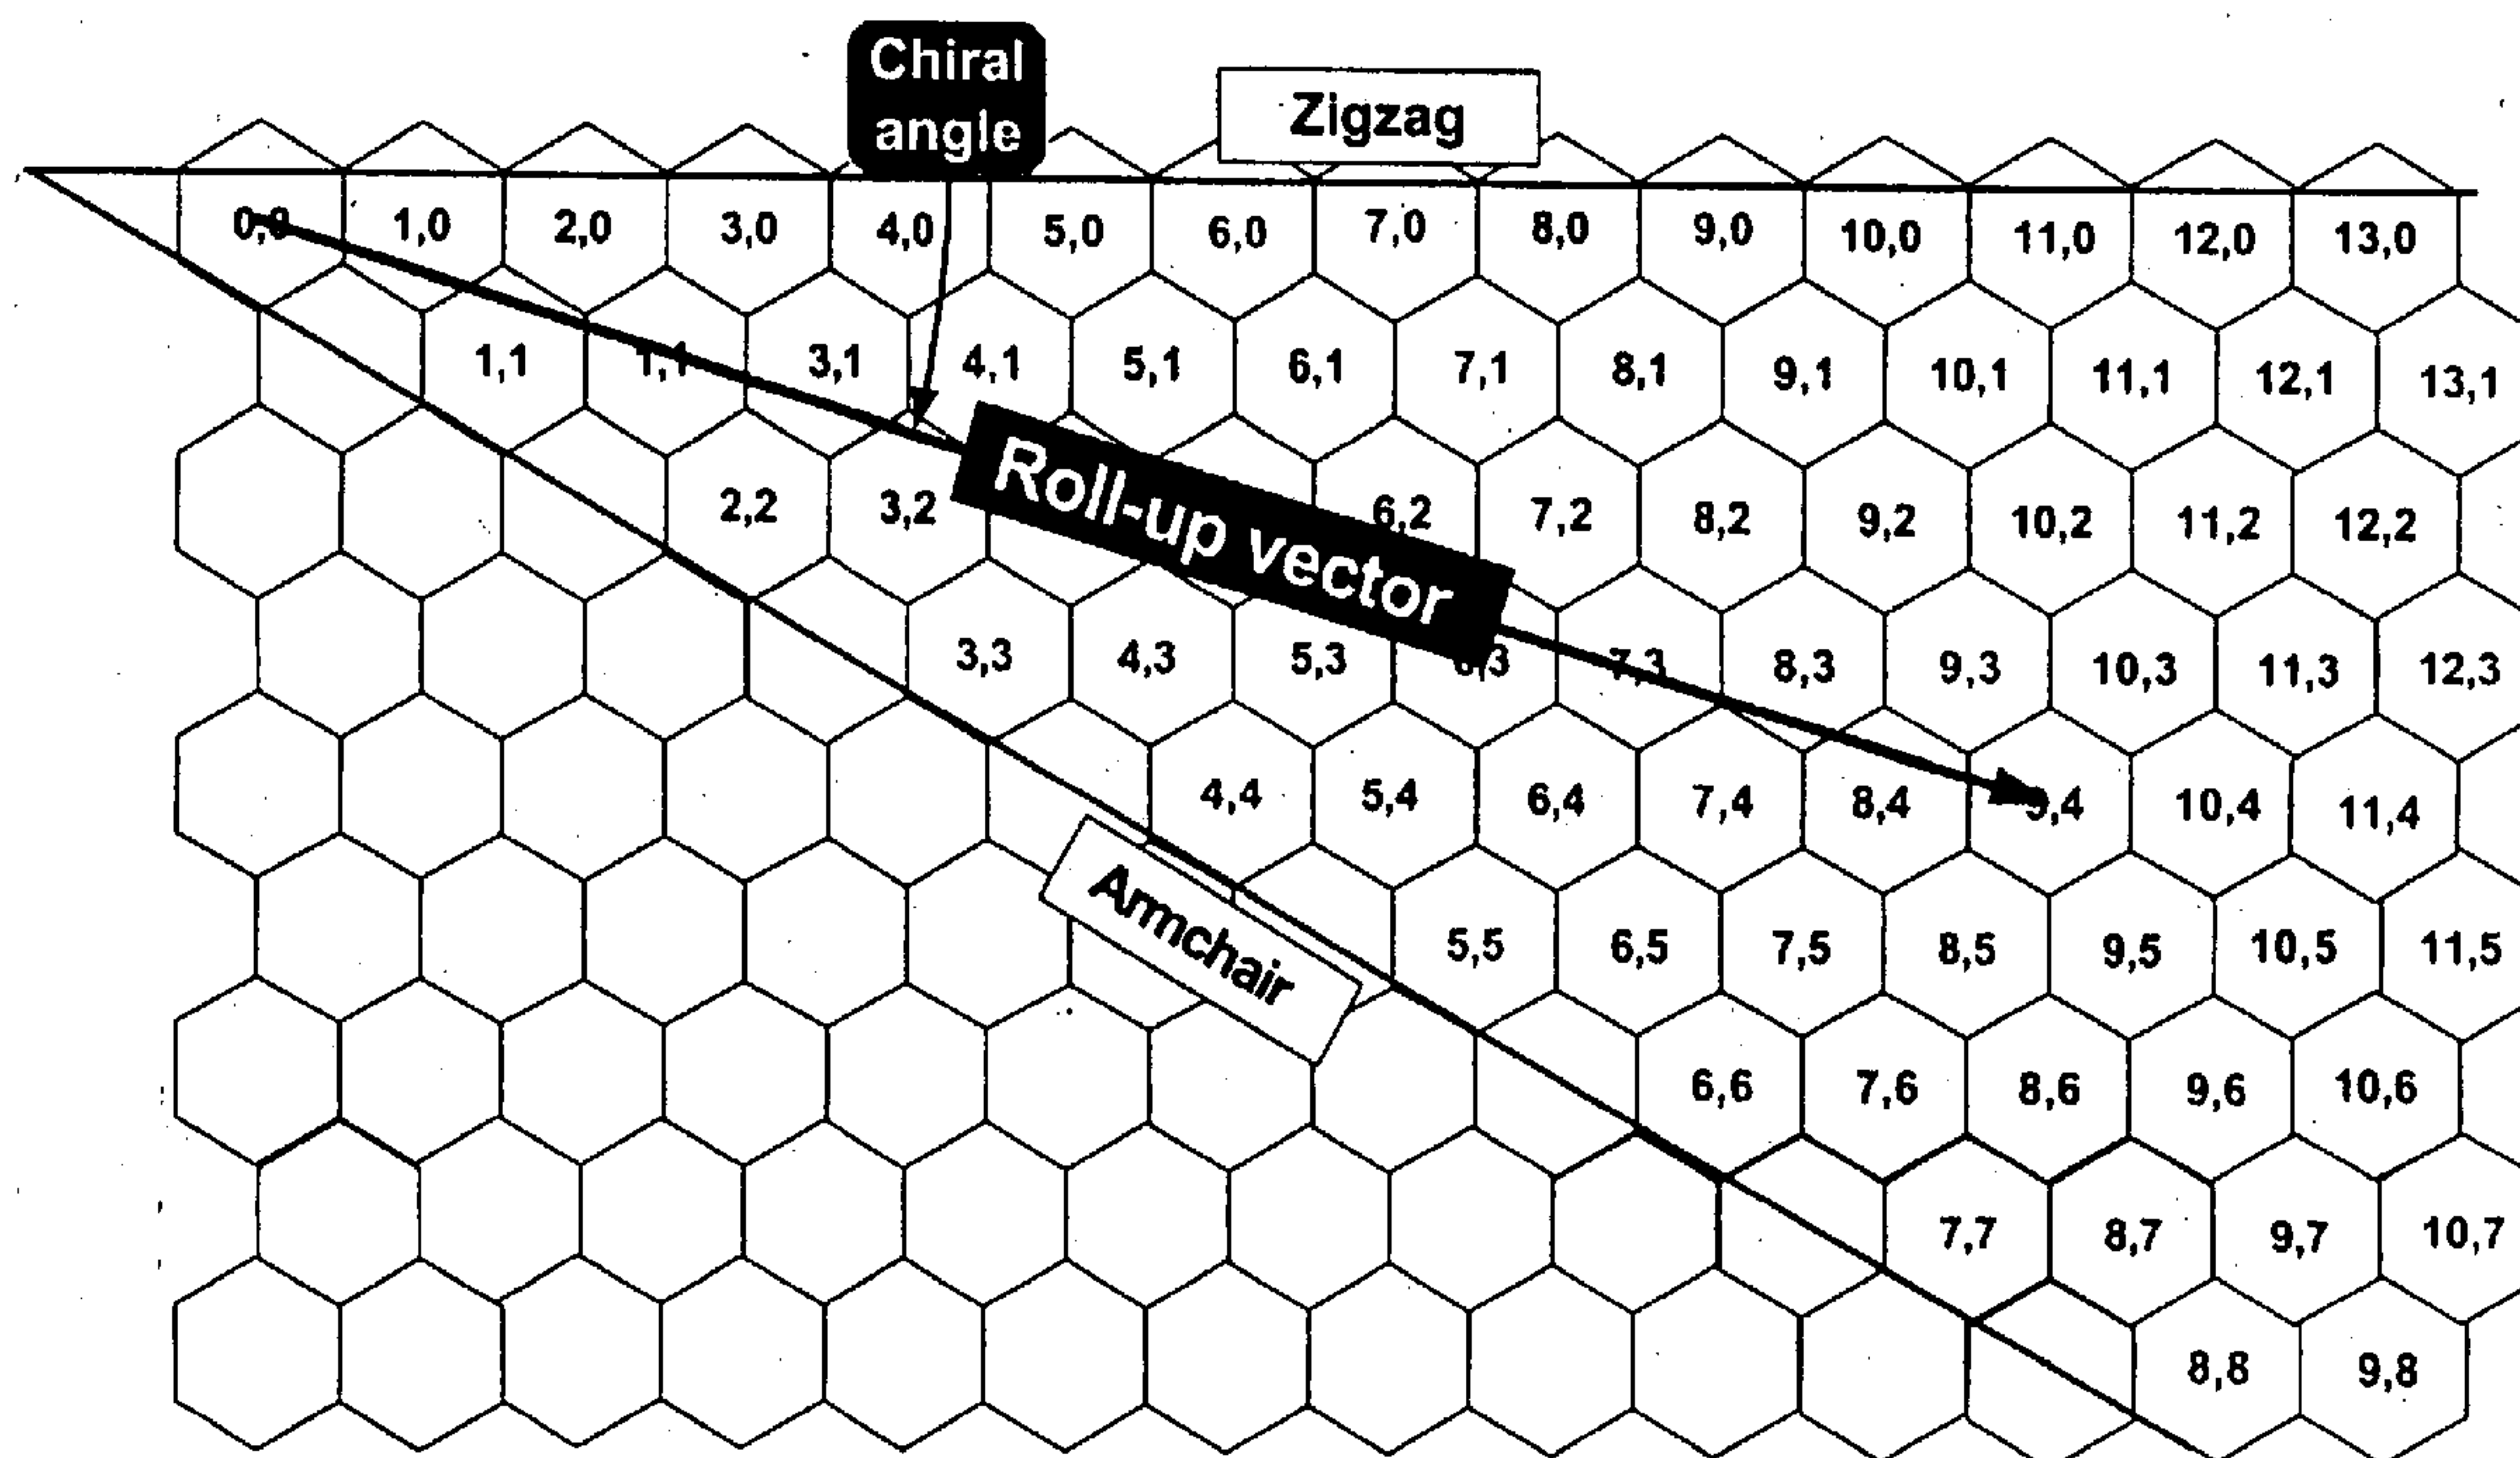 Chiral
angle
Zigzag
0,0 1,0 2,0 3,0 4,0 5,0 6,0 7,0 8,0 9,0 10,0 11,0 12,0 13,0
1,1 1,1 3,1 4,1 5,1 6,1 7,1 8,1 9,1 10,1 11,1 12,1 13,1
Roll-up vector
2,2 3,2 6,2 7,2 8,2 9,2 10,2 11,2 12,2
3,3 4,3 5,3 6,3 7,3 8,3 9,3 10,3 11,3 12,3
4,4 5,4 6,4 7,4 8,4 9,4 10,4 11,4
Armchair
5,5 6,5 7,5 8,5 9,5 10,5 11,5
6,6 7,6 8,6 9,6 10,6
7,7 8,7 9,7 10,7
8,8 9,8